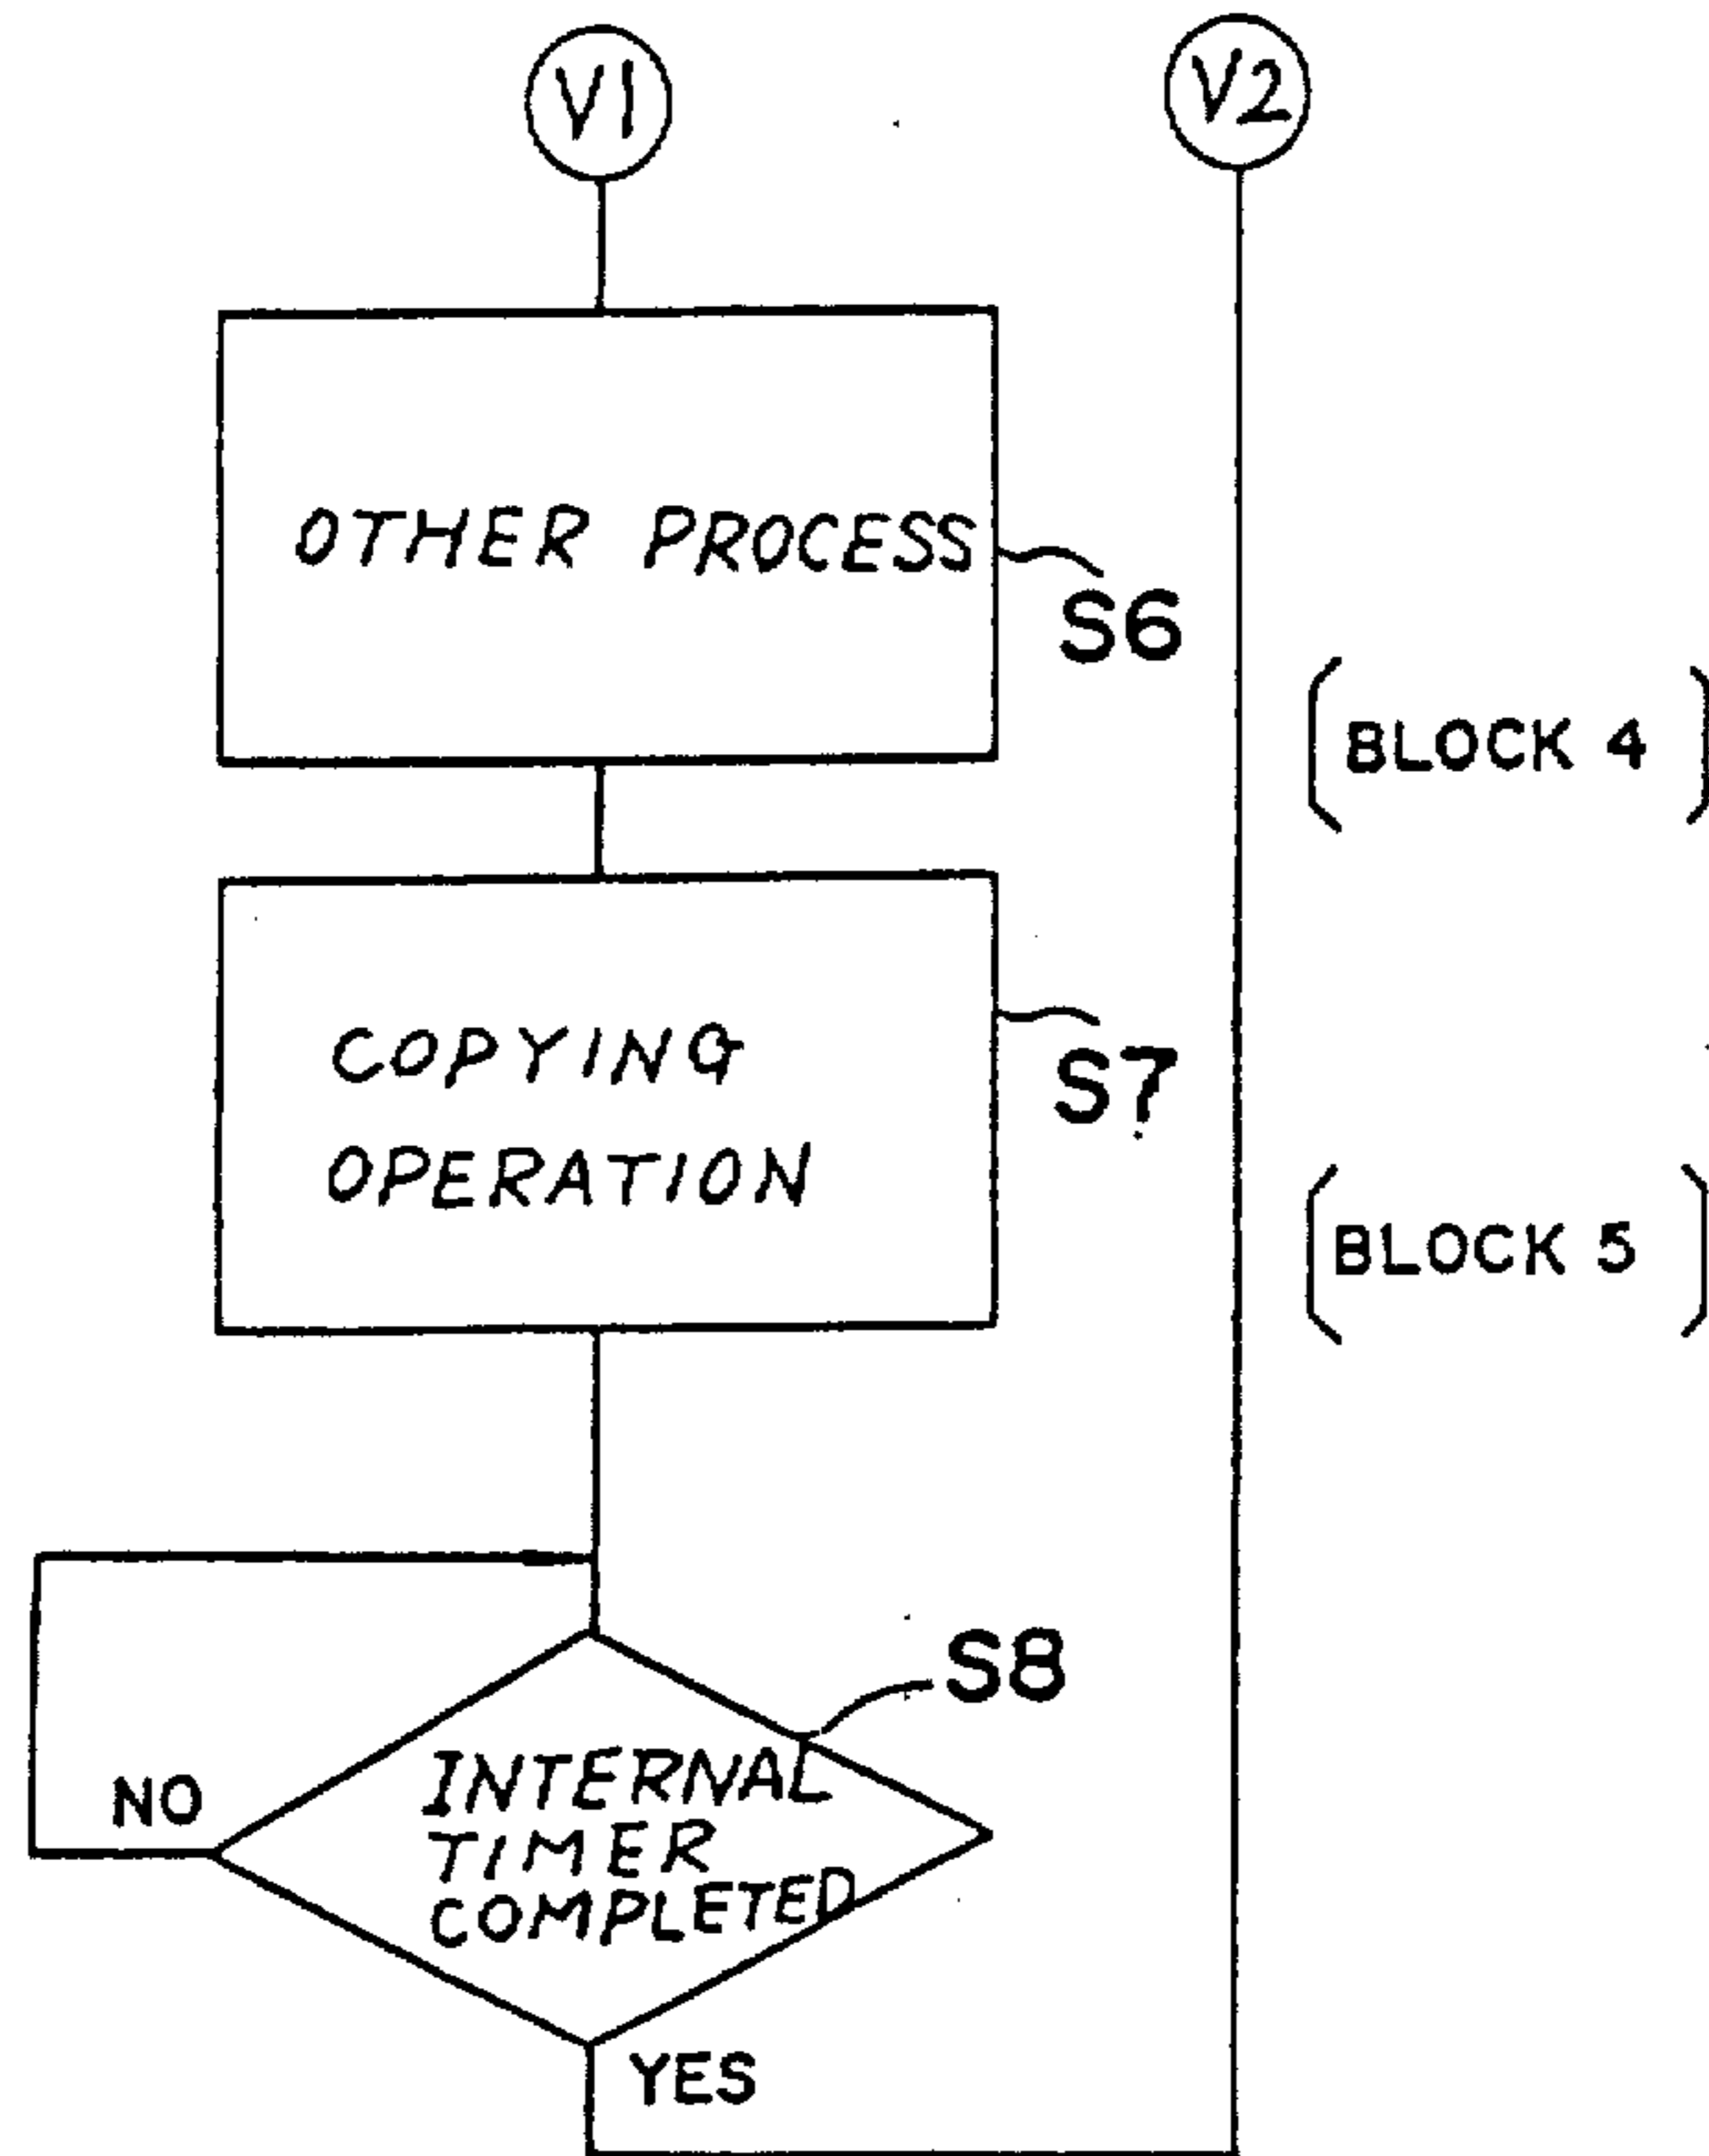 V1
V2
OTHER PROCESS
S6
(BLOCK 4)
COPYING
OPERATION
S7
(BLOCK 5)
S8
INTERNAL
TIMER
COMPLETED
NO
YES